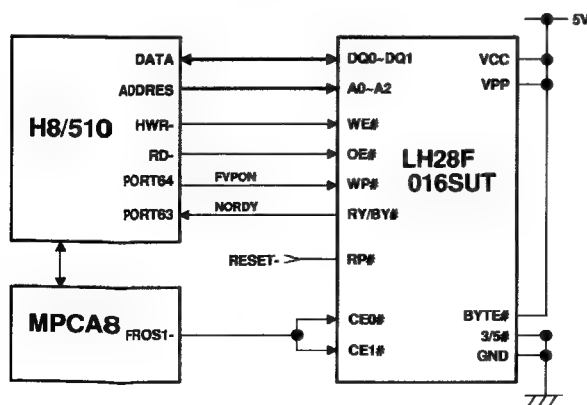 5V
DATA
DQ0~DQ1
VCC
ADDRES
A0~A2
VPP
H8/510
HWR-
WE#
RD-
OE#
LH28F
016SUT
PORT64
FVPON
WP#
PORT63
NORDY
RY/BY#
RESET-
RP#
MPCA8
FROS1-
CE0#
CE1#
BYTE#
3/5#
GND